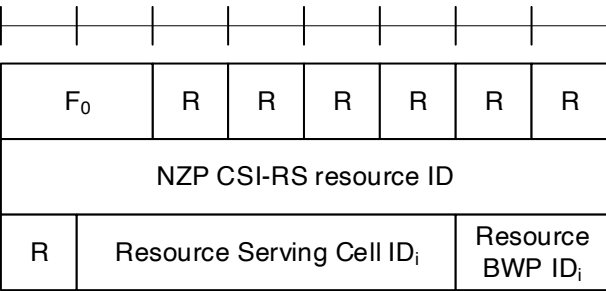 F₀ R R R R R R
NZP CSI-RS resource ID
R Resource Serving Cell IDᵢ Resource
BWP IDᵢ